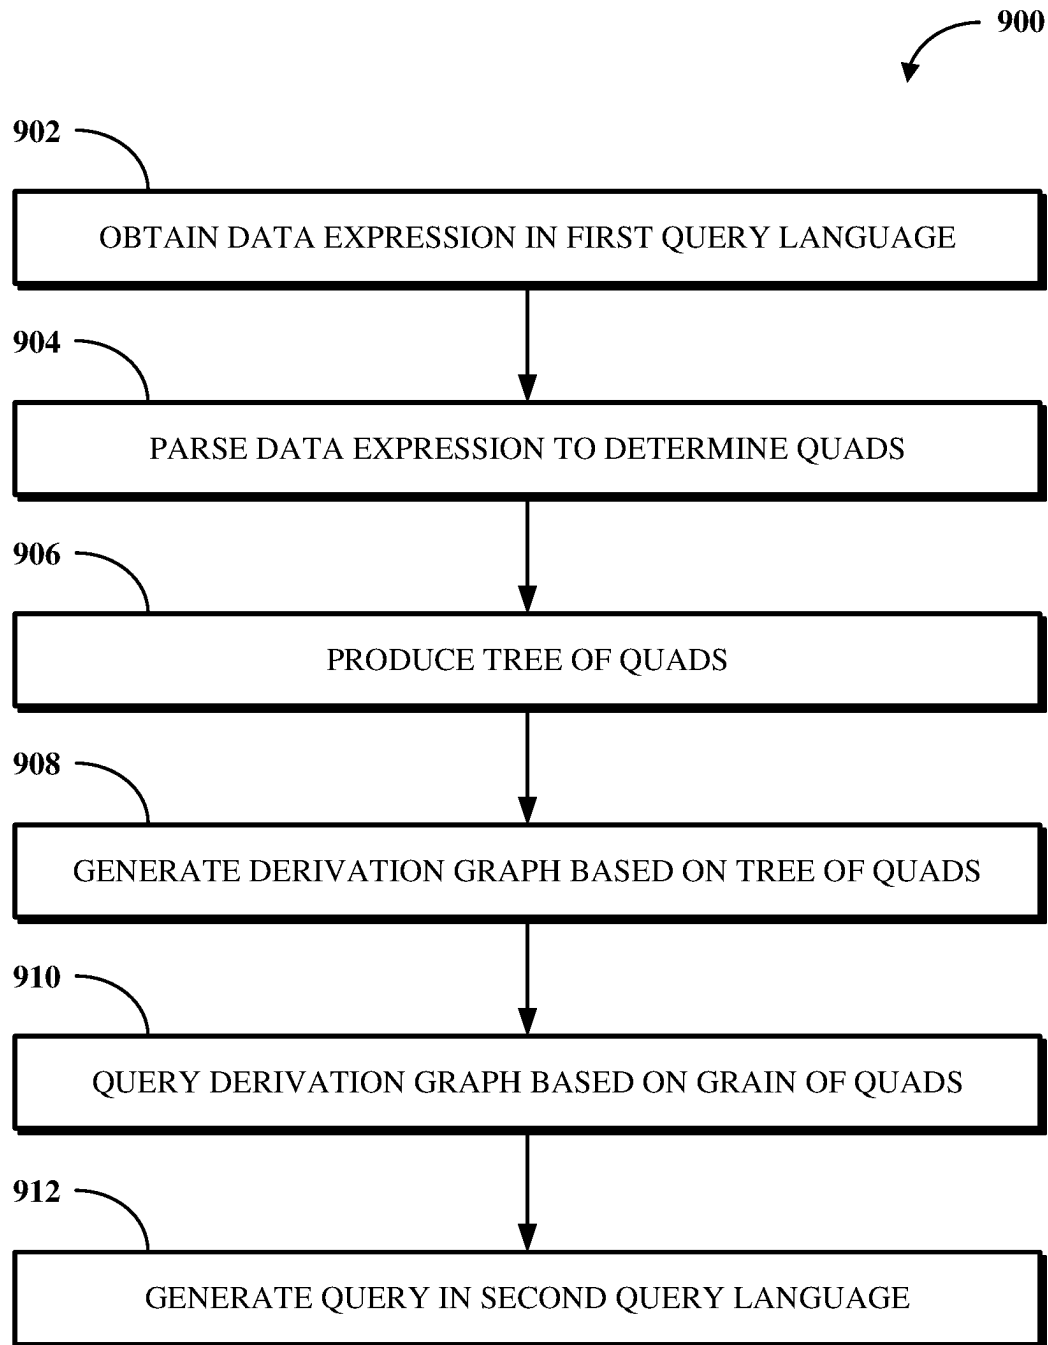 900
902
OBTAIN DATA EXPRESSION IN FIRST QUERY LANGUAGE
904
PARSE DATA EXPRESSION TO DETERMINE QUADS
906
PRODUCE TREE OF QUADS
908
GENERATE DERIVATION GRAPH BASED ON TREE OF QUADS
910
QUERY DERIVATION GRAPH BASED ON GRAIN OF QUADS
912
GENERATE QUERY IN SECOND QUERY LANGUAGE